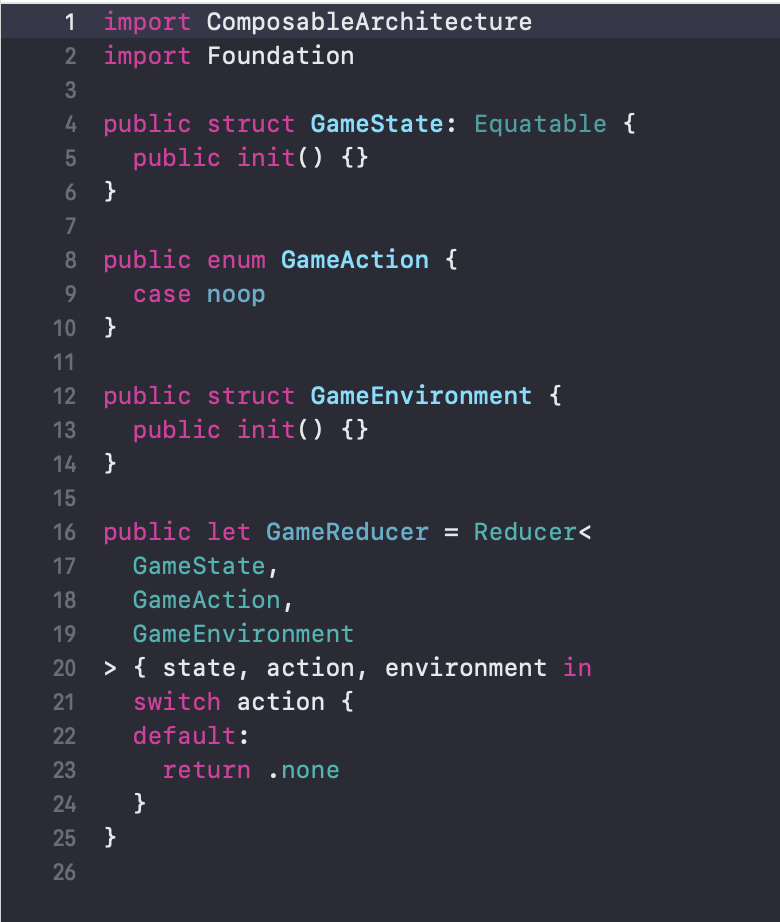 1 import ComposableArchitecture
2 import Foundation
3
4 public struct GameState: Equatable {
5   public init() {}
6 }
7
8 public enum GameAction {
9   case noop
10 }
11
12 public struct GameEnvironment {
13   public init() {}
14 }
15
16 public let GameReducer = Reducer<
17   GameState,
18   GameAction,
19   GameEnvironment
20 > { state, action, environment in
21   switch action {
22   default:
23     return .none
24   }
25 }
26